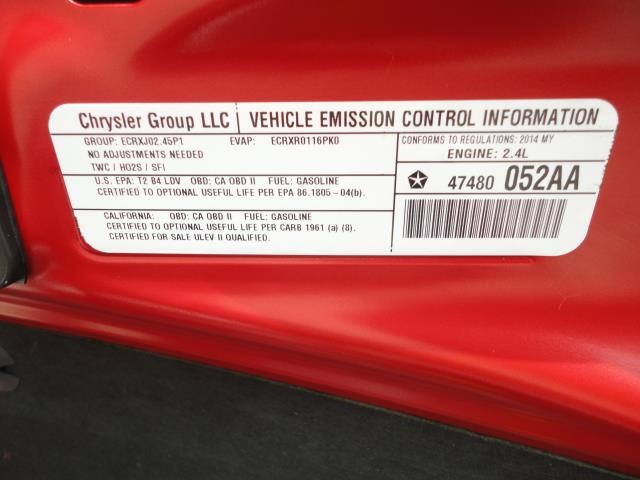 Chrysler Group LLC VEHICLE EMISSION CONTROL INFORMATION
GROUP: ECRXJ02.45P1 EVAP: ECRXR0116PK0
NO ADJUSTMENTS NEEDED
TWC / HO2S / SFI
CONFORMS TO REGULATIONS: 2014 MY
ENGINE: 2.4L
U.S. EPA: T2 B4 LDV OBD: CA OBD II FUEL: GASOLINE
CERTIFIED TO OPTIONAL USEFUL LIFE PER EPA 86.1805-04(b).
47480 052AA
CALIFORNIA: OBD: CA OBD II FUEL: GASOLINE
CERTIFIED TO OPTIONAL USEFUL LIFE PER CARB 1961 (a) (8).
CERTIFIED FOR SALE ULEV II QUALIFIED.